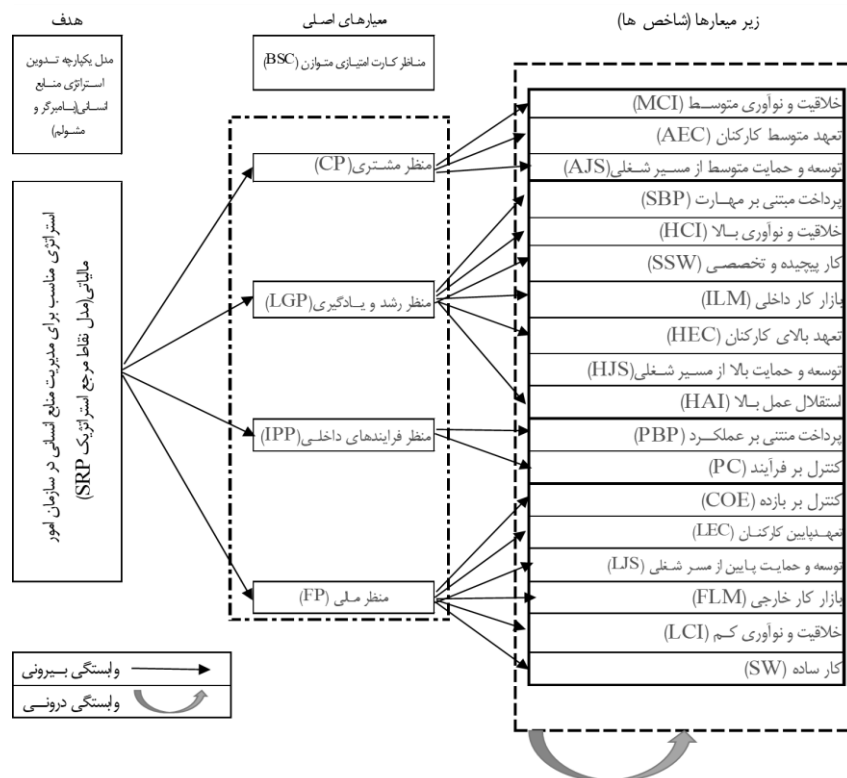 هدف
معیارهای اصلی
زیر میعارها (شاخص ها)
مدل یکپارچه تدوین
استراتژی منابع
انسانی(پیامبرگر و
مشولم)
مناظر کارت امتیازی متوازن (BSC)
استراتژی مناسب برای مدیریت منابع انسانی در سازمان امور
مالیاتی(مدل نقاط مرجع استراتژیک SRP)
منظر مشتری(CP)
منظر رشد و یادگیری(LGP)
منظر فرایندهای داخلی(IPP)
منظر مالی (FP)
خلاقیت و نوآوری متوسط (MCI)
تعهد متوسط کارکنان (AEC)
توسعه و حمایت متوسط از مسیر شغلی(AJS)
پرداخت مبتنی بر مهارت (SBP)
خلاقیت و نوآوری بالا (HCI)
کار پیچیده و تخصصی (SSW)
بازار کار داخلی (ILM)
تعهد بالای کارکنان (HEC)
توسعه و حمایت بالا از مسیر شغلی(HJS)
استقلال عمل بالا (HAI)
پرداخت منتنی بر عملکرد (PBP)
کنترل بر فرآیند (PC)
کنترل بر بازده (COE)
تعهدپایین کارکنان (LEC)
توسعه و حمایت پایین از مسر شغلی (LJS)
بازار کار خارجی (FLM)
خلاقیت و نوآوری کم (LCI)
کار ساده (SW)
وابستگی بیرونی
وابستگی درونی